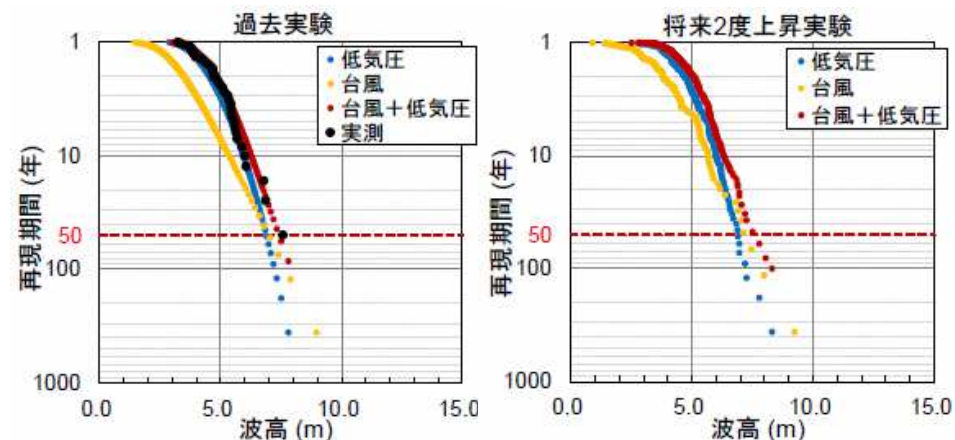 過去実験
1
10
50
100
1000
再現期間 (年)
0.0
5.0
10.0
15.0
波高 (m)
低気圧
台風
台風+低気圧
実測
将来2度上昇実験
1
10
50
100
1000
再現期間 (年)
0.0
5.0
10.0
15.0
波高 (m)
低気圧
台風
台風+低気圧